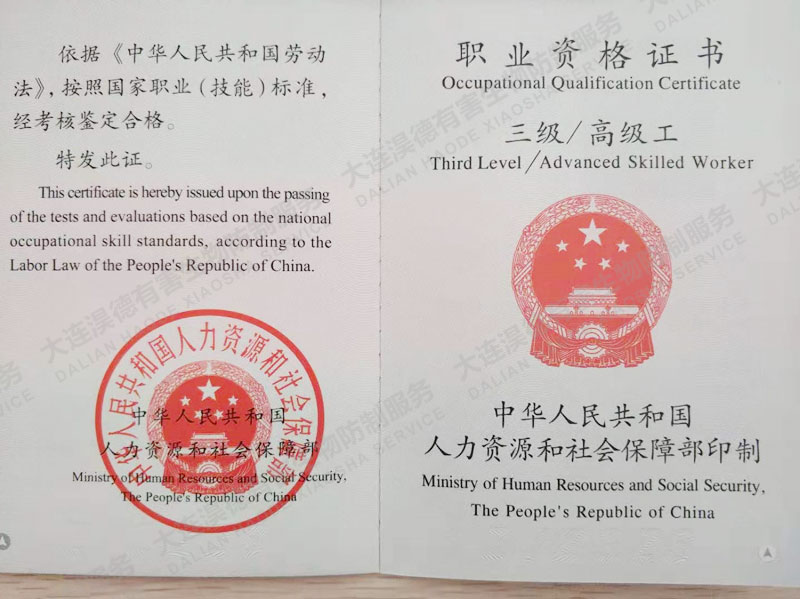 依据《中华人民共和国劳动
法》，按照国家职业（技能）标准，
经考核鉴定合格。
特发此证。
This certificate is hereby issued upon the passing
of the tests and evaluations based on the national
occupational skill standards, according to the
Labor Law of the People's Republic of China.
中华人民共和国人力资源和社会保障部
中华人民共和国
人力资源和社会保障部
Ministry of Human Resources and Social Security,
The People's Republic of China
职业资格证书
Occupational Qualification Certificate
三级/高级工
Third Level/Advanced Skilled Worker
中华人民共和国
人力资源和社会保障部印制
Ministry of Human Resources and Social Security,
The People's Republic of China
大连淏德有害生物防制服务
DALIAN HAODE XIAOSHA SERVICE